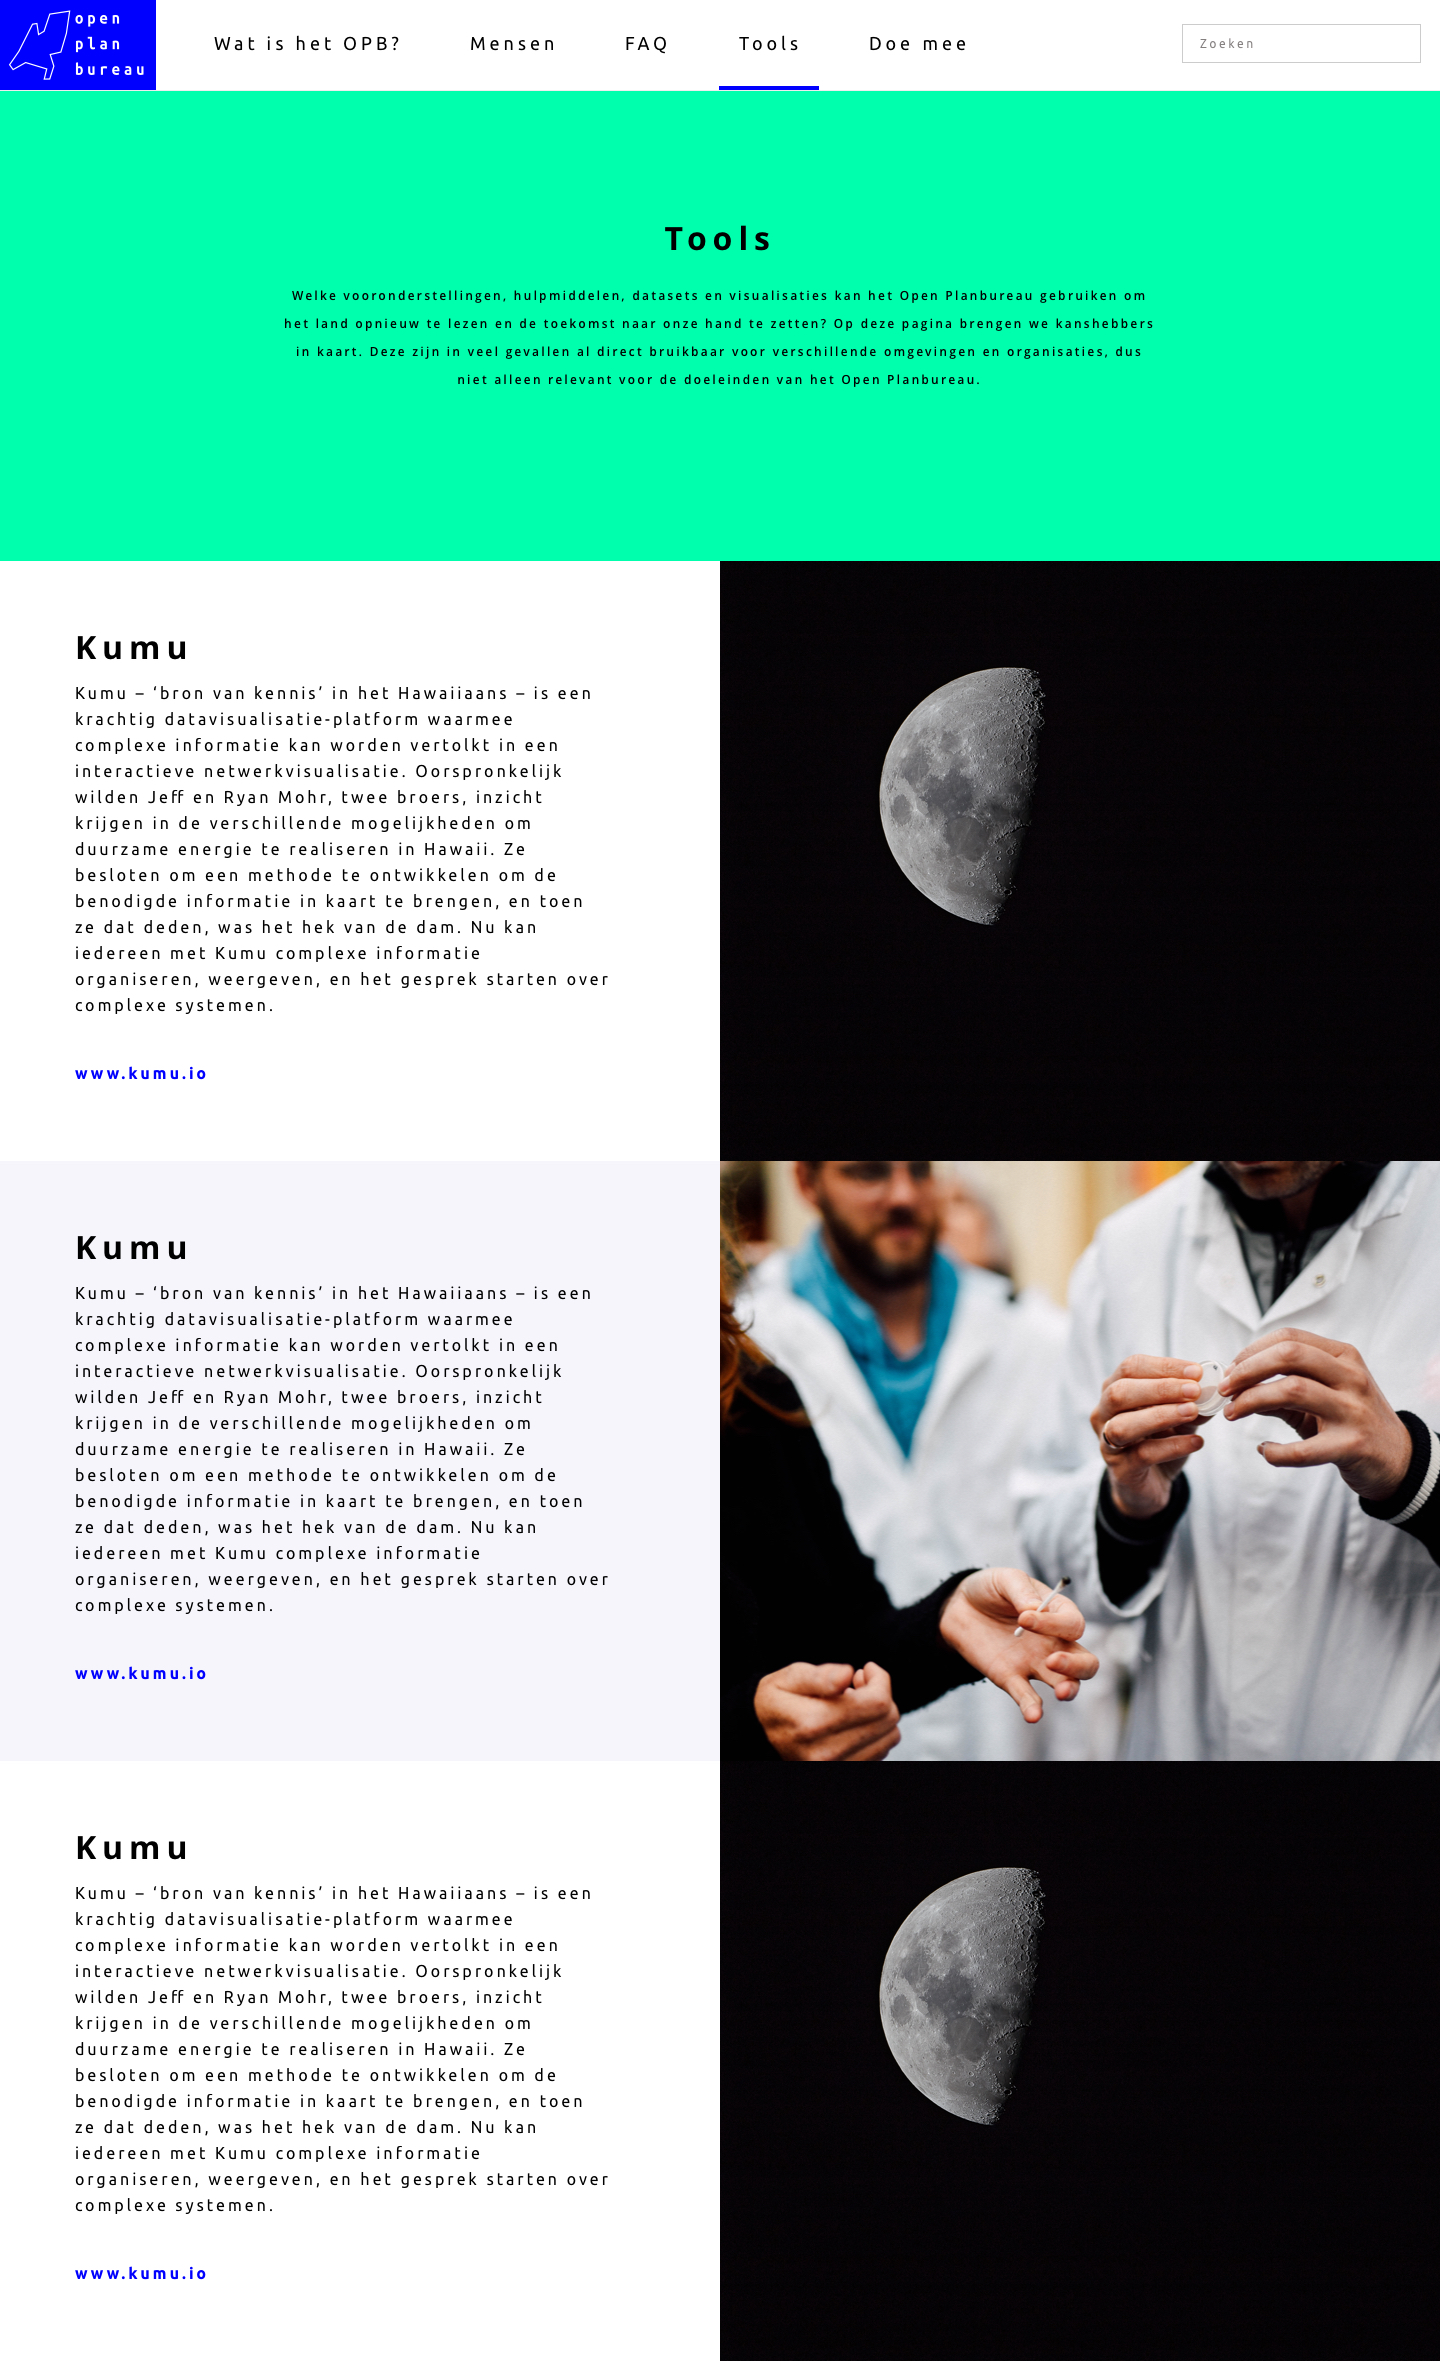 open
plan
bureau
Wat is het OPB?
Mensen
FAQ
Tools
Doe mee
Zoeken
Tools
Welke vooronderstellingen, hulpmiddelen, datasets en visualisaties kan het Open Planbureau gebruiken om
het land opnieuw te lezen en de toekomst naar onze hand te zetten? Op deze pagina brengen we kanshebbers
in kaart. Deze zijn in veel gevallen al direct bruikbaar voor verschillende omgevingen en organisaties, dus
niet alleen relevant voor de doeleinden van het Open Planbureau.
Kumu
Kumu – ‘bron van kennis’ in het Hawaiiaans – is een
krachtig datavisualisatie-platform waarmee
complexe informatie kan worden vertolkt in een
interactieve netwerkvisualisatie. Oorspronkelijk
wilden Jeff en Ryan Mohr, twee broers, inzicht
krijgen in de verschillende mogelijkheden om
duurzame energie te realiseren in Hawaii. Ze
besloten om een methode te ontwikkelen om de
benodigde informatie in kaart te brengen, en toen
ze dat deden, was het hek van de dam. Nu kan
iedereen met Kumu complexe informatie
organiseren, weergeven, en het gesprek starten over
complexe systemen.
www.kumu.io
Kumu
Kumu – ‘bron van kennis’ in het Hawaiiaans – is een
krachtig datavisualisatie-platform waarmee
complexe informatie kan worden vertolkt in een
interactieve netwerkvisualisatie. Oorspronkelijk
wilden Jeff en Ryan Mohr, twee broers, inzicht
krijgen in de verschillende mogelijkheden om
duurzame energie te realiseren in Hawaii. Ze
besloten om een methode te ontwikkelen om de
benodigde informatie in kaart te brengen, en toen
ze dat deden, was het hek van de dam. Nu kan
iedereen met Kumu complexe informatie
organiseren, weergeven, en het gesprek starten over
complexe systemen.
www.kumu.io
Kumu
Kumu – ‘bron van kennis’ in het Hawaiiaans – is een
krachtig datavisualisatie-platform waarmee
complexe informatie kan worden vertolkt in een
interactieve netwerkvisualisatie. Oorspronkelijk
wilden Jeff en Ryan Mohr, twee broers, inzicht
krijgen in de verschillende mogelijkheden om
duurzame energie te realiseren in Hawaii. Ze
besloten om een methode te ontwikkelen om de
benodigde informatie in kaart te brengen, en toen
ze dat deden, was het hek van de dam. Nu kan
iedereen met Kumu complexe informatie
organiseren, weergeven, en het gesprek starten over
complexe systemen.
www.kumu.io